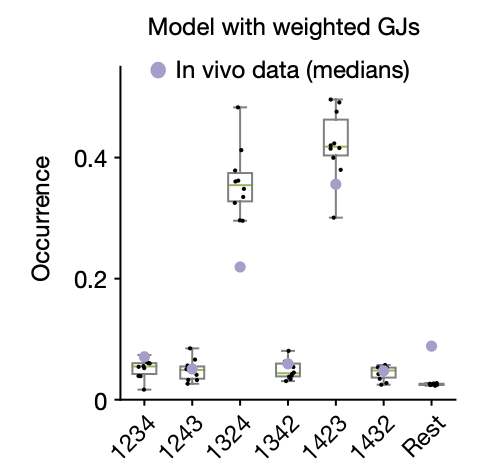 Model with weighted GJs
In vivo data (medians)
Occurrence
0.4
0.2
0
1234
1243
1324
1342
1423
1432
Rest